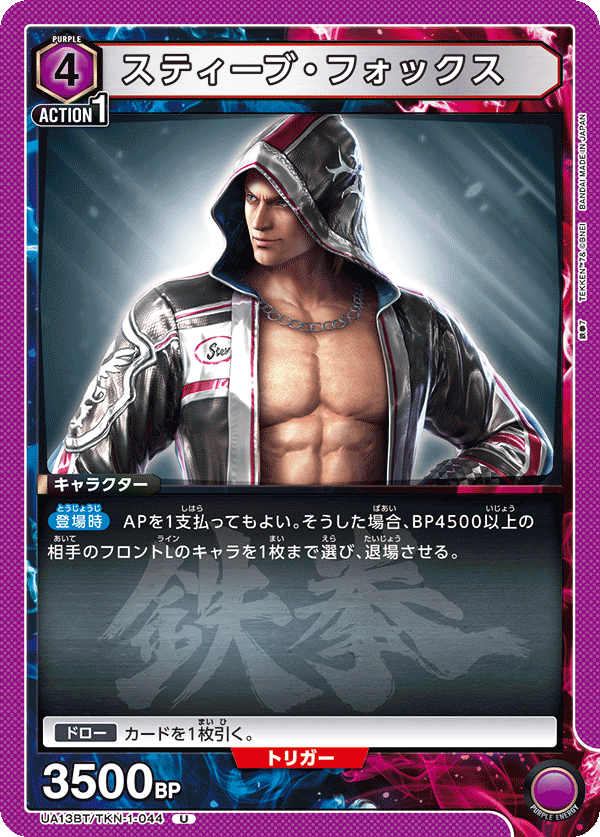 PURPLE
4
スティーブ・フォックス
ACTION 1
鉄拳7 TEKKEN™7& ©BNEI BANDAI MADE IN JAPAN
Steve
キャラクター
登場時 APを1支払ってもよい。そうした場合、BP4500以上の
相手のフロントLのキャラを1枚まで選び、退場させる。
鉄拳
ドロー カードを1枚引く。
トリガー
3500BP
UA13BT/TKN-1-044 U
PURPLE ENERGY